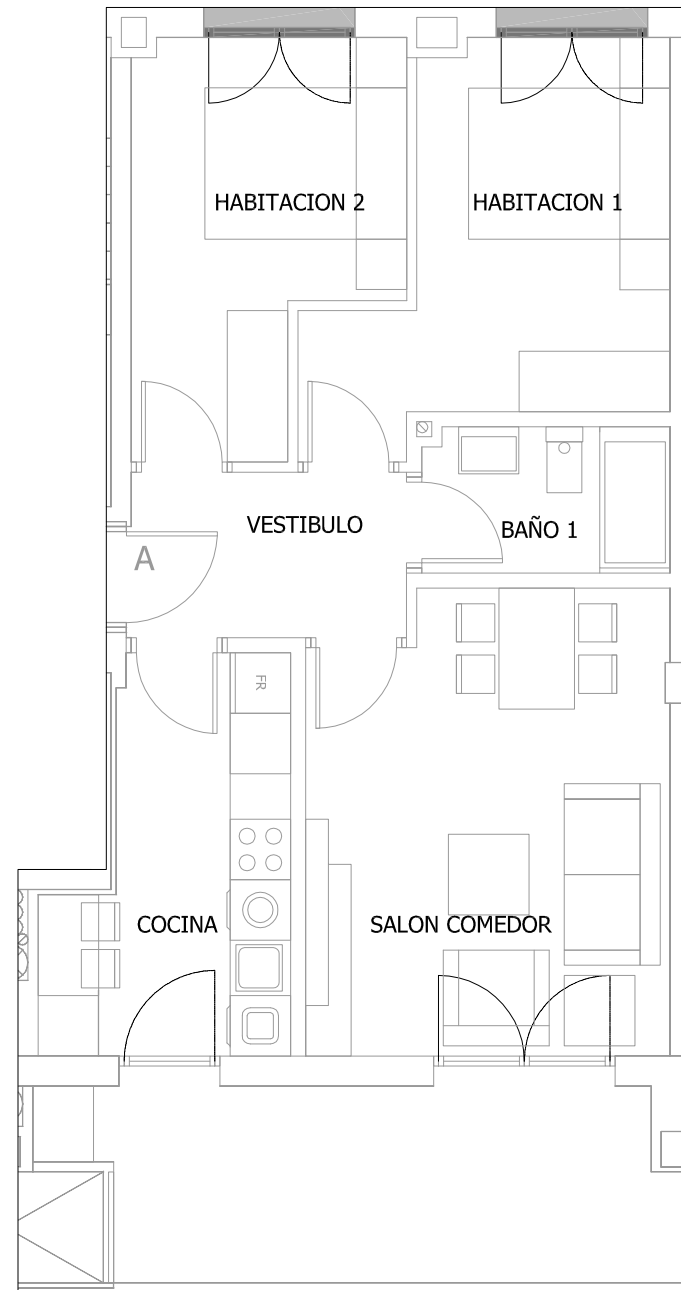 HABITACION 2
HABITACION 1
VESTIBULO
BAÑO 1
A
FR
COCINA
SALON COMEDOR